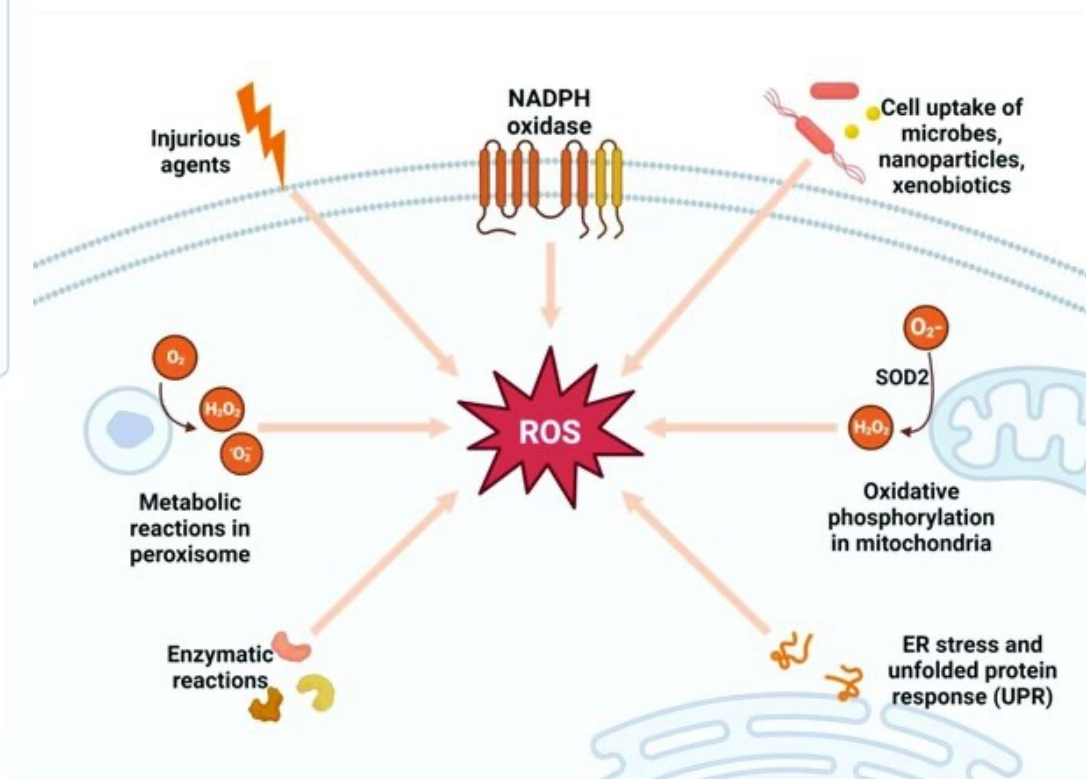 NADPH
oxidase
Injurious
agents
Cell uptake of
microbes,
nanoparticles,
xenobiotics
O₂
H₂O₂
·O₂⁻
Metabolic
reactions in
peroxisome
ROS
O₂-
SOD2
H₂O₂
Oxidative
phosphorylation
in mitochondria
Enzymatic
reactions
ER stress and
unfolded protein
response (UPR)